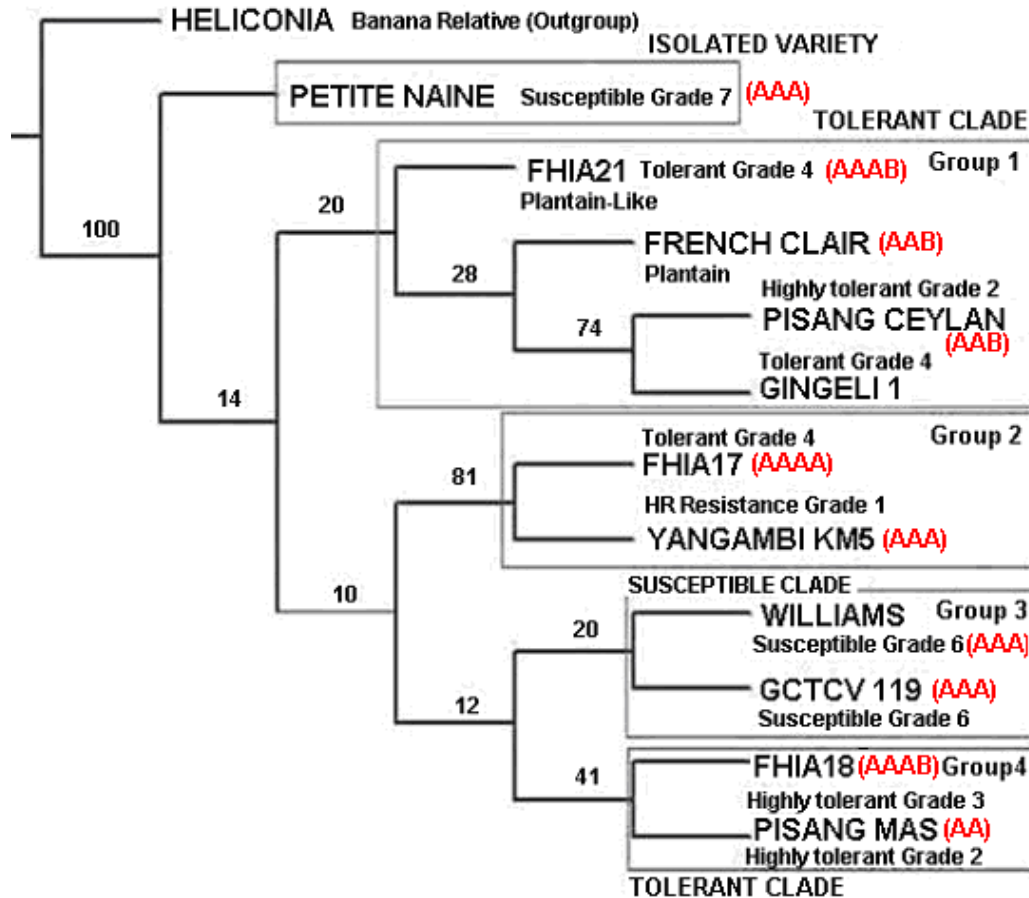 HELICONIA Banana Relative (Outgroup)
ISOLATED VARIETY
PETITE NAINE Susceptible Grade 7 (AAA)
TOLERANT CLADE
100
20
FHIA21 Tolerant Grade 4 (AAAB) Group 1
Plantain-Like
FRENCH CLAIR (AAB)
28
Plantain
Highly tolerant Grade 2
74
PISANG CEYLAN
(AAB)
Tolerant Grade 4
GINGELI 1
14
Tolerant Grade 4 Group 2
81
FHIA17 (AAAA)
HR Resistance Grade 1
YANGAMBI KM5 (AAA)
10
SUSCEPTIBLE CLADE
WILLIAMS Group 3
20
Susceptible Grade 6 (AAA)
GCTCV 119 (AAA)
12
Susceptible Grade 6
FHIA18 (AAAB) Group4
41
Highly tolerant Grade 3
PISANG MAS (AA)
Highly tolerant Grade 2
TOLERANT CLADE